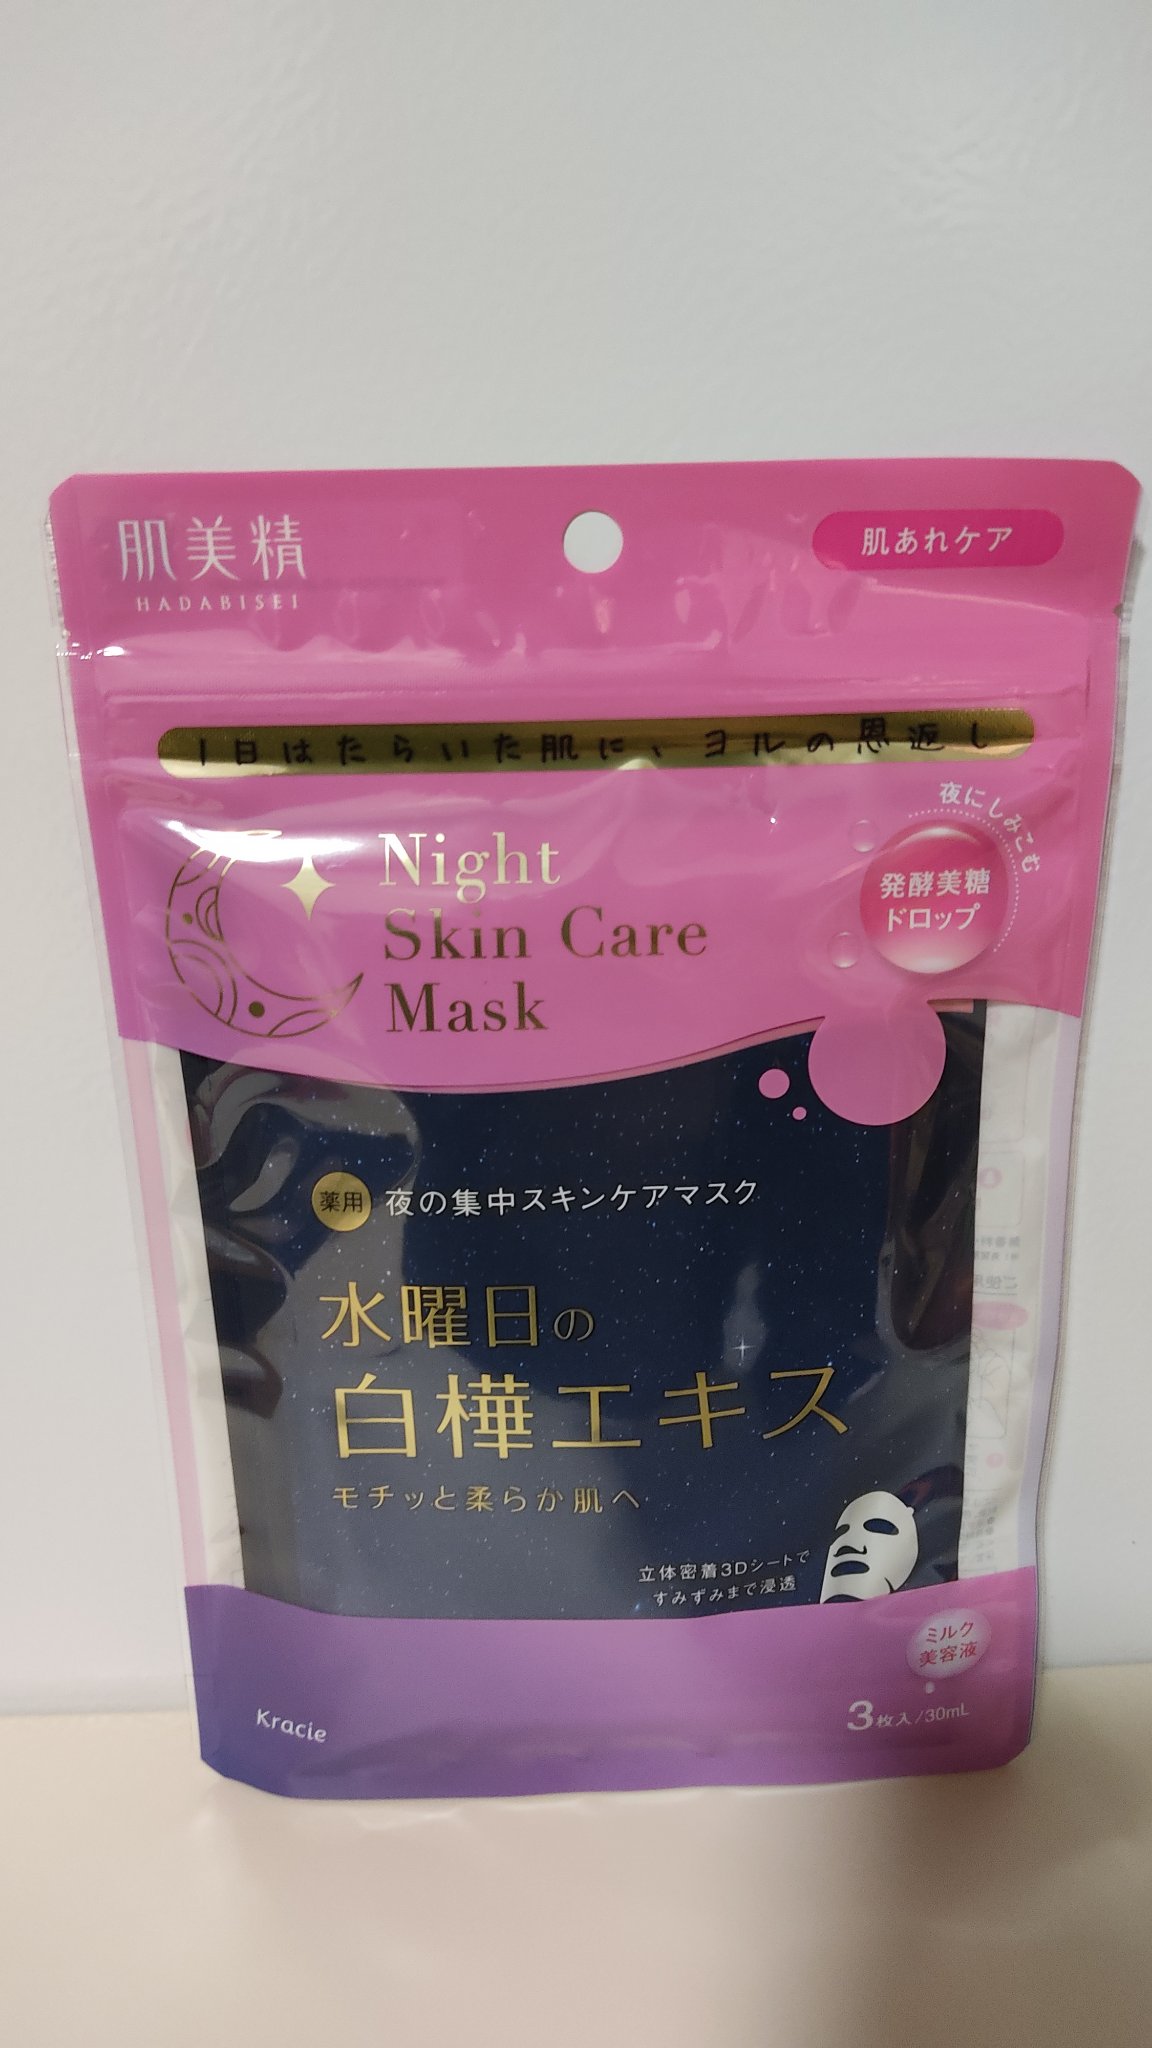 肌美精
HADABISEI
肌あれケア
1日はたらいた肌に、ヨルの恩返し
Night
Skin Care
Mask
夜にしみこむ
発酵美糖
ドロップ
薬用 夜の集中スキンケアマスク
水曜日の
白樺エキス
モチッと柔らか肌へ
立体密着3Dシートで
すみずみまで浸透
ミルク
美容液
Kracie
3枚入/30mL